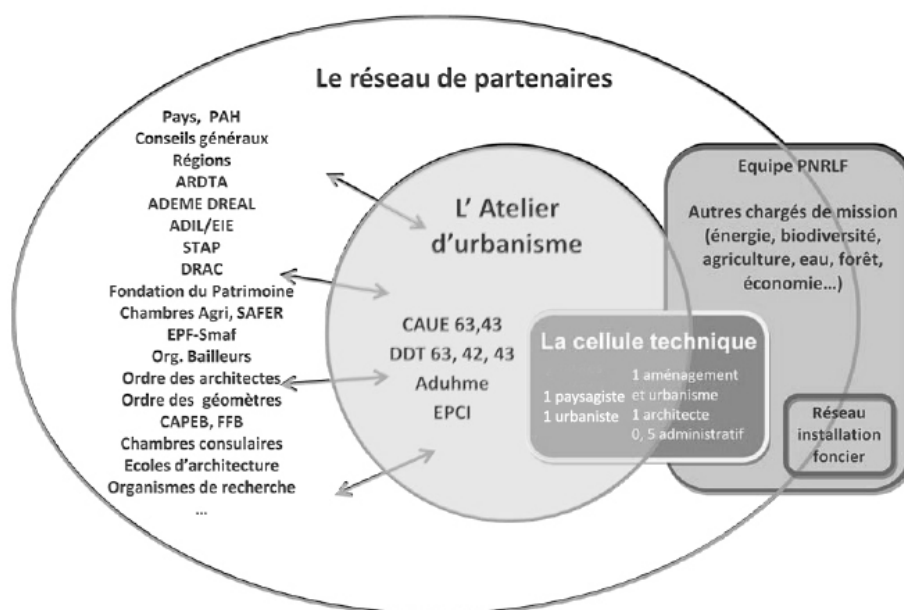 Le réseau de partenaires
Pays, PAH
Conseils généraux
Régions
ARDTA
ADEME DREAL
ADIL/EIE
STAP
DRAC
Fondation du Patrimoine
Chambres Agri, SAFER
EPF-Smaf
Org. Bailleurs
Ordre des architectes
Ordre des géomètres
CAPEB, FFB
Chambres consulaires
Ecoles d'architecture
Organismes de recherche
...
L' Atelier
d'urbanisme
CAUE 63,43
DDT 63, 42, 43
Aduhme
EPCI
La cellule technique
1 paysagiste
1 urbaniste
1 aménagement
et urbanisme
1 architecte
0, 5 administratif
Equipe PNRLF
Autres chargés de mission
(énergie, biodiversité,
agriculture, eau, forêt,
économie...)
Réseau
installation
foncier